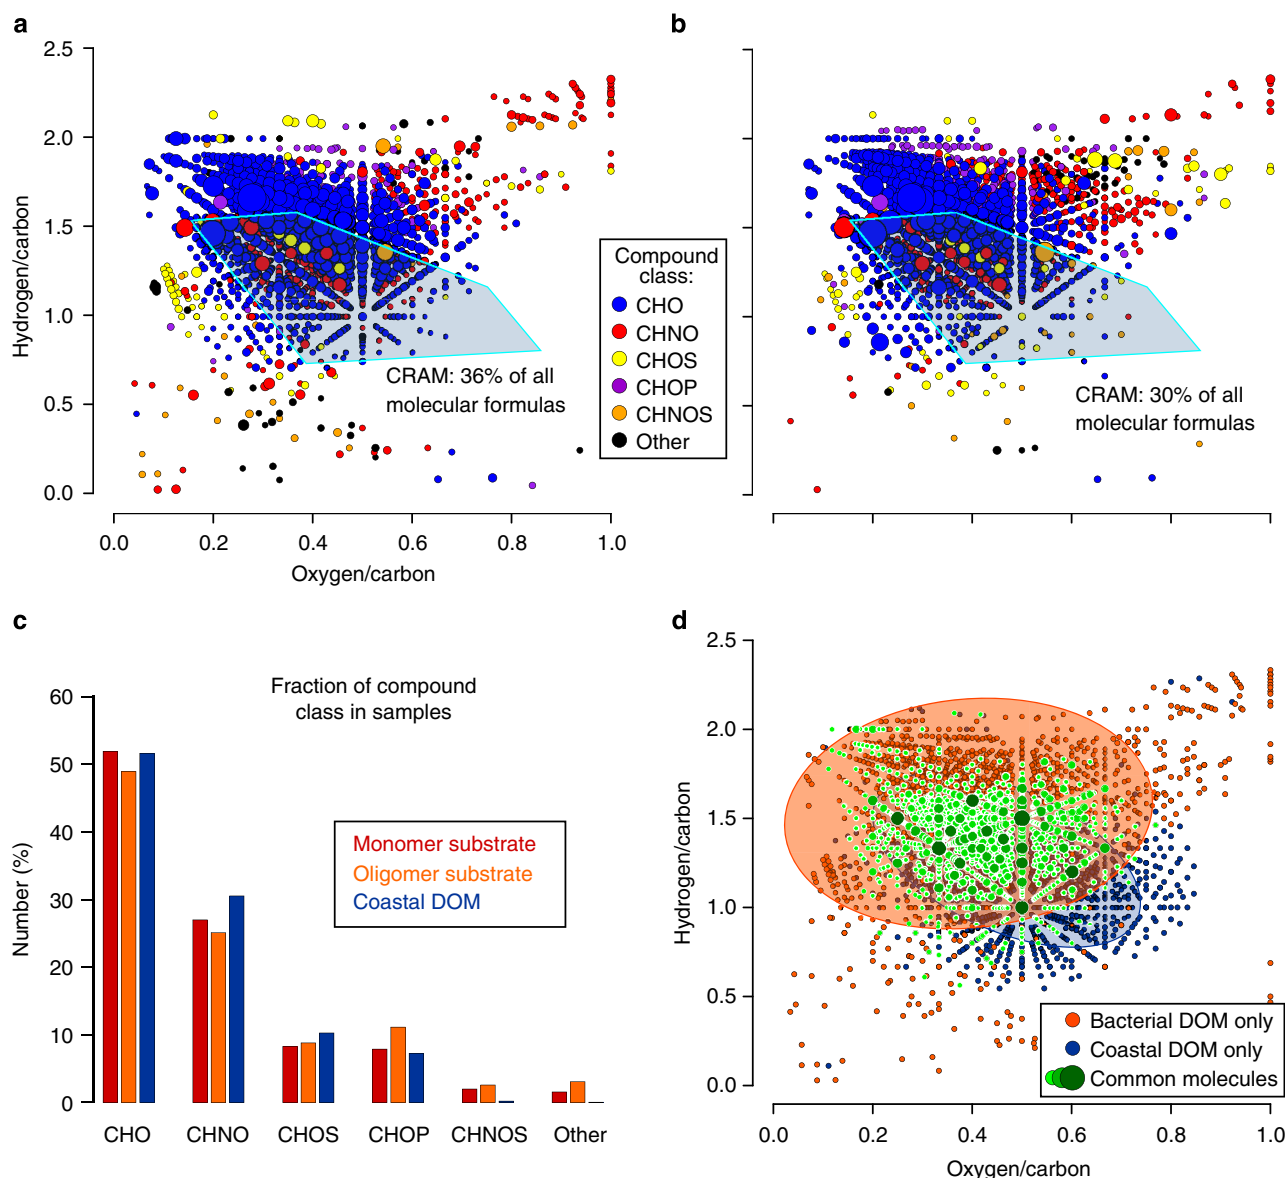 a
b
2.5
2.0
1.5
1.0
0.5
0.0
Hydrogen/carbon
0.0 0.2 0.4 0.6 0.8 1.0
Oxygen/carbon
CRAM: 36% of all
molecular formulas
Compound
class:
CHO
CHNO
CHOS
CHOP
CHNOS
Other
CRAM: 30% of all
molecular formulas
c
Fraction of compound
class in samples
60
50
40
30
20
10
0
Number (%)
Monomer substrate
Oligomer substrate
Coastal DOM
CHO CHNO CHOS CHOP CHNOS Other
d
2.5
2.0
1.5
1.0
0.5
0.0
Hydrogen/carbon
Bacterial DOM only
Coastal DOM only
Common molecules
0.0 0.2 0.4 0.6 0.8 1.0
Oxygen/carbon